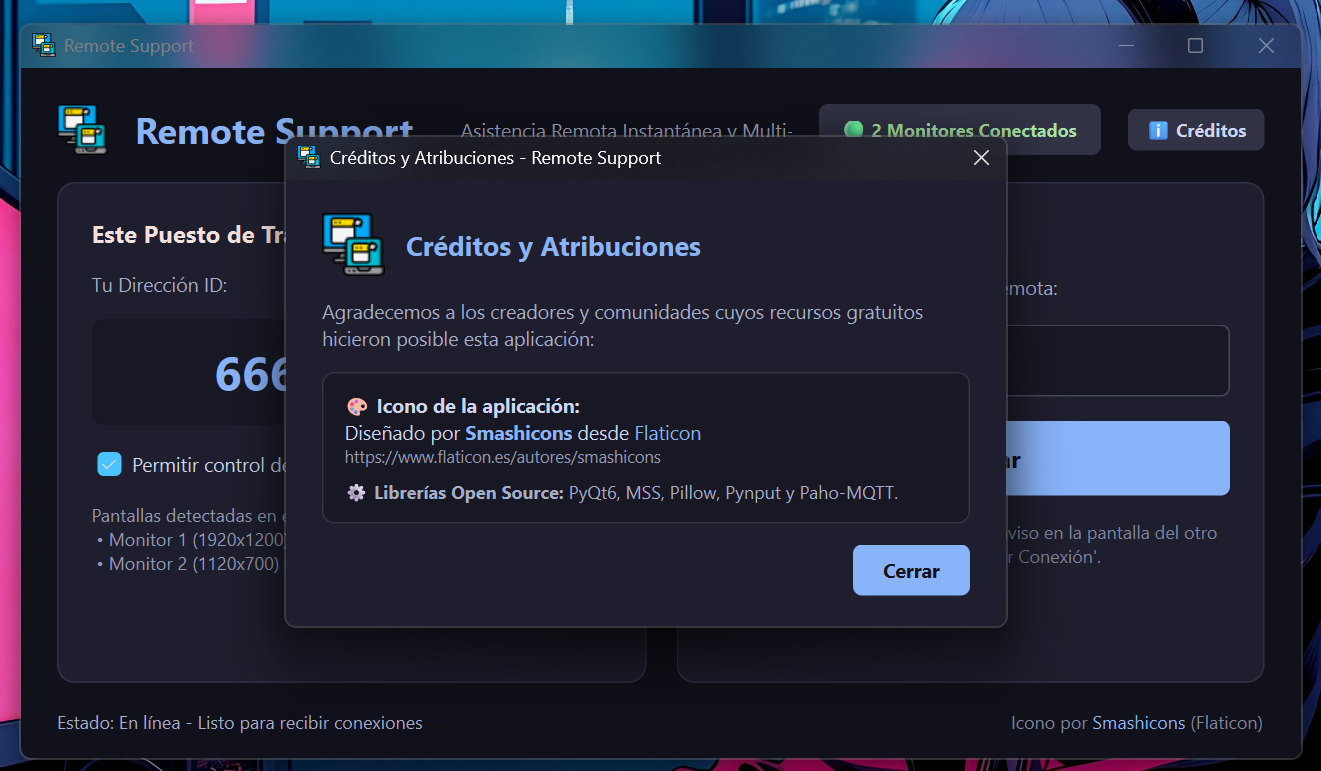 Remote Support
Remote Support
Asistencia Remota Instantánea y Multi-
2 Monitores Conectados
Créditos
Créditos y Atribuciones - Remote Support
Este Puesto de
Tu Dirección ID:
666
Permitir control
Pantallas detectadas en
• Monitor 1 (1920x1200)
• Monitor 2 (1120x700)
Créditos y Atribuciones
Agradecemos a los creadores y comunidades cuyos recursos gratuitos
hicieron posible esta aplicación:
Icono de la aplicación:
Diseñado por Smashicons desde Flaticon
https://www.flaticon.es/autores/smashicons
Librerías Open Source: PyQt6, MSS, Pillow, Pynput y Paho-MQTT.
Cerrar
en la pantalla del otro
Conexión'.
Estado: En línea - Listo para recibir conexiones
Icono por Smashicons (Flaticon)